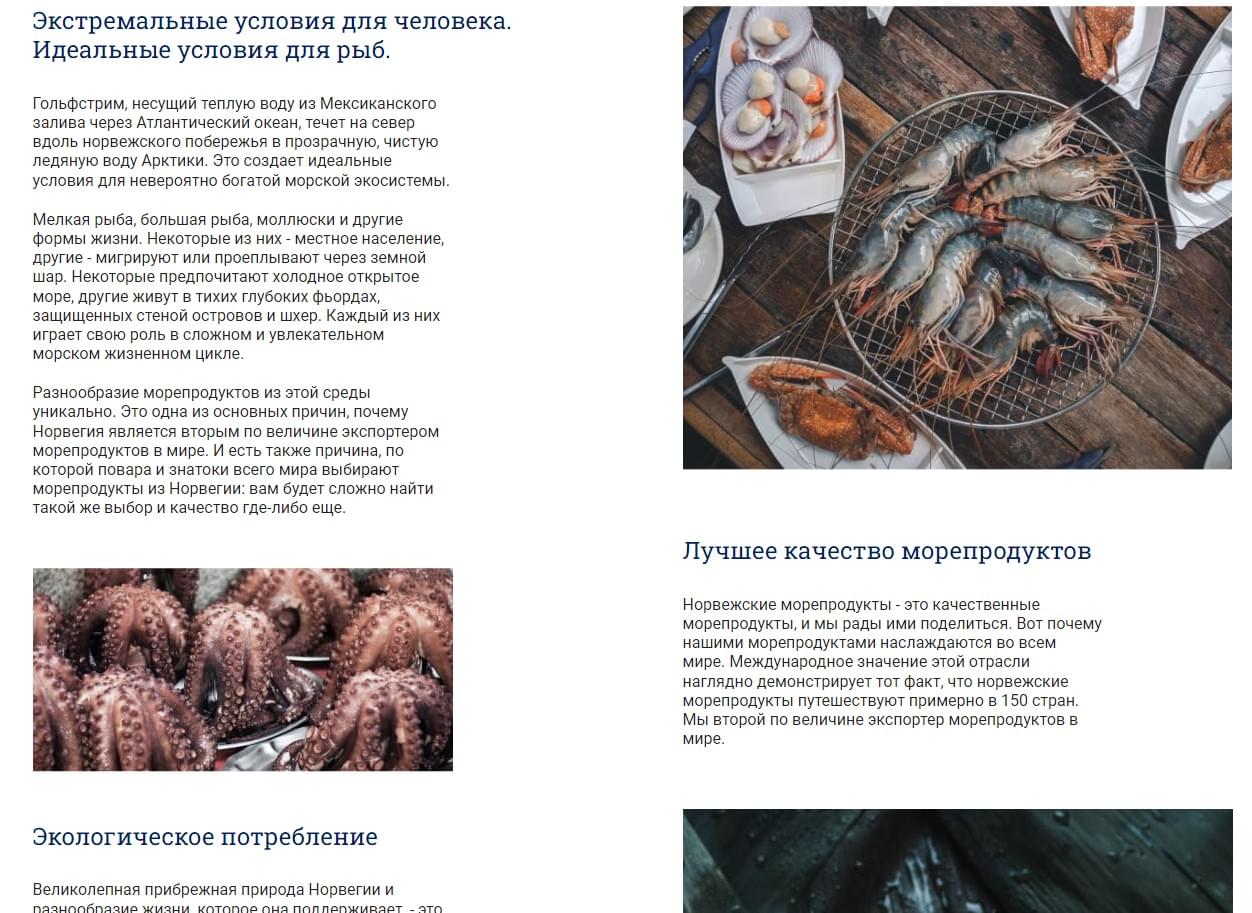 Экстремальные условия для человека.
Идеальные условия для рыб.
Гольфстрим, несущий теплую воду из Мексиканского
залива через Атлантический океан, течет на север
вдоль норвежского побережья в прозрачную, чистую
ледяную воду Арктики. Это создает идеальные
условия для невероятно богатой морской экосистемы.
Мелкая рыба, большая рыба, моллюски и другие
формы жизни. Некоторые из них - местное население,
другие - мигрируют или проеплывают через земной
шар. Некоторые предпочитают холодное открытое
море, другие живут в тихих глубоких фьордах,
защищенных стеной островов и шхер. Каждый из них
играет свою роль в сложном и увлекательном
морском жизненном цикле.
Разнообразие морепродуктов из этой среды
уникально. Это одна из основных причин, почему
Норвегия является вторым по величине экспортером
морепродуктов в мире. И есть также причина, по
которой повара и знатоки всего мира выбирают
морепродукты из Норвегии: вам будет сложно найти
такой же выбор и качество где-либо еще.
Экологическое потребление
Великолепная прибрежная природа Норвегии и
разнообразие жизни, которое она поддерживает, - это
Лучшее качество морепродуктов
Норвежские морепродукты - это качественные
морепродукты, и мы рады ими поделиться. Вот почему
нашими морепродуктами наслаждаются во всем
мире. Международное значение этой отрасли
наглядно демонстрирует тот факт, что норвежские
морепродукты путешествуют примерно в 150 стран.
Мы второй по величине экспортер морепродуктов в
мире.